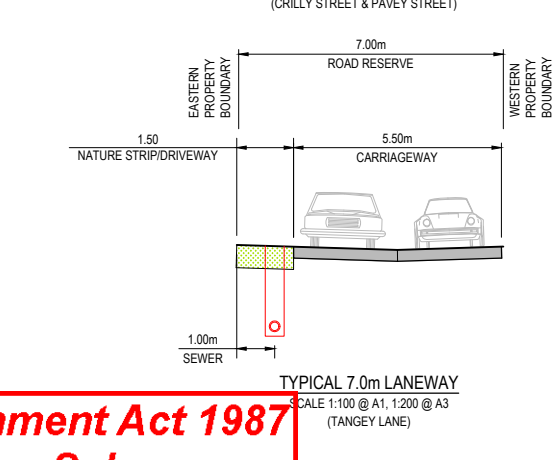 (CRILLY STREET & PAVEY STREET)
7.00m
ROAD RESERVE
EASTERN
PROPERTY
BOUNDARY
WESTERN
PROPERTY
BOUNDARY
1.50
NATURE STRIP/DRIVEWAY
5.50m
CARRIAGEWAY
1.00m
SEWER
TYPICAL 7.0m LANEWAY
SCALE 1:100 @ A1, 1:200 @ A3
(TANGEY LANE)
nment Act 1987